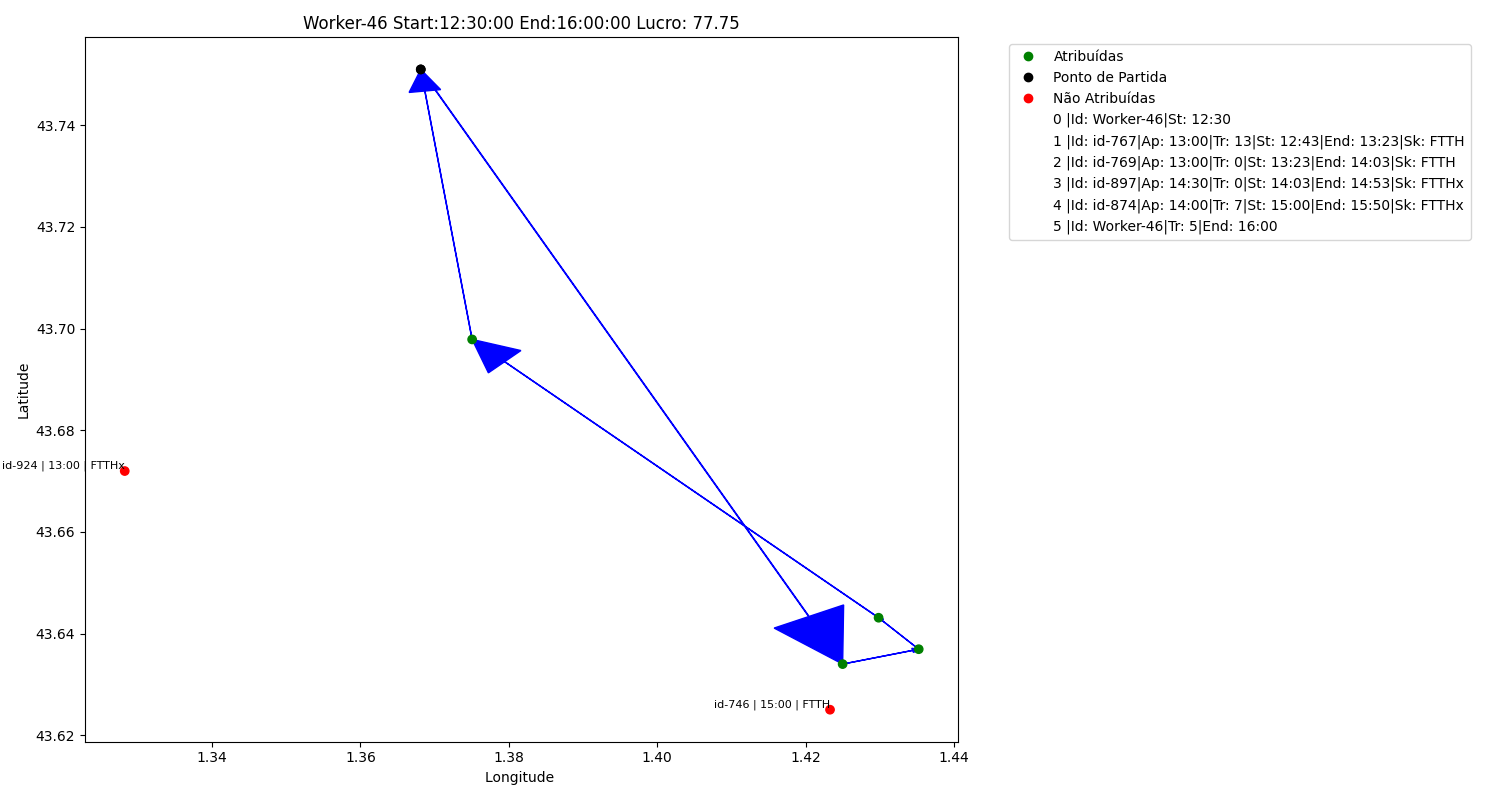 Worker-46 Start:12:30:00 End:16:00:00 Lucro: 77.75
Atribuídas
Ponto de Partida
Não Atribuídas
0 |Id: Worker-46|St: 12:30
1 |Id: id-767|Ap: 13:00|Tr: 13|St: 12:43|End: 13:23|Sk: FTTH
2 |Id: id-769|Ap: 13:00|Tr: 0|St: 13:23|End: 14:03|Sk: FTTH
3 |Id: id-897|Ap: 14:30|Tr: 0|St: 14:03|End: 14:53|Sk: FTTHx
4 |Id: id-874|Ap: 14:00|Tr: 7|St: 15:00|End: 15:50|Sk: FTTHx
5 |Id: Worker-46|Tr: 5|End: 16:00
43.74
43.72
43.70
43.68
43.66
43.64
43.62
Latitude
id-924 | 13:00 | FTTHx
id-746 | 15:00 | FTTH
1.34
1.36
1.38
1.40
1.42
1.44
Longitude